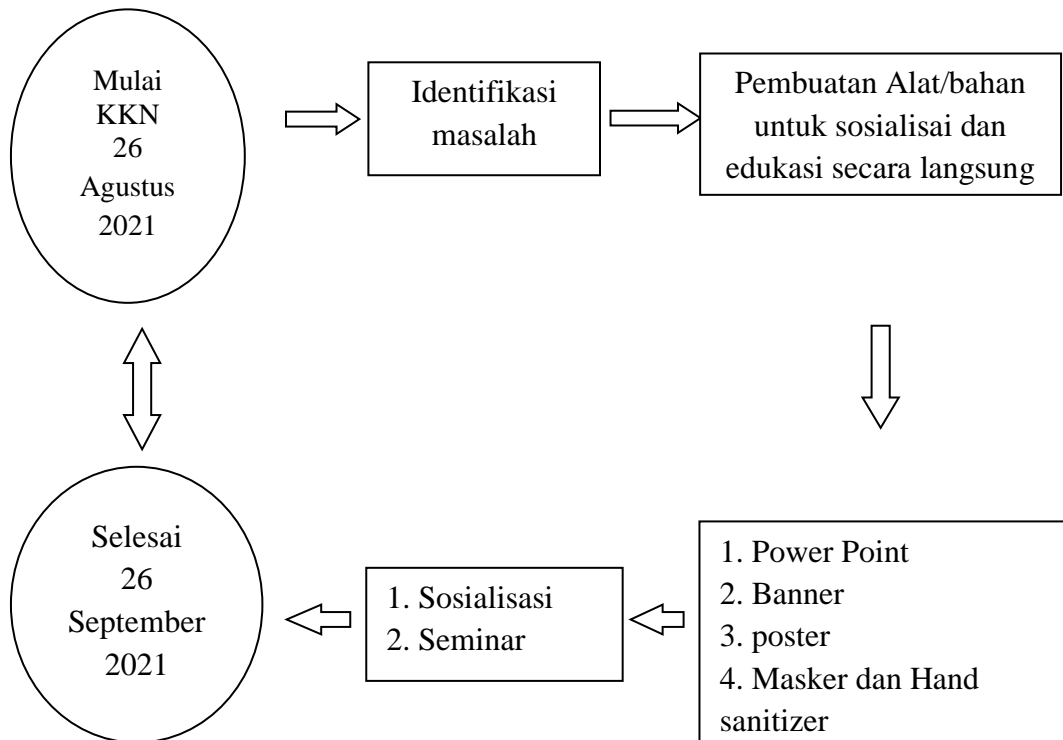 Mulai
KKN
26
Agustus
2021
Identifikasi
masalah
Pembuatan Alat/bahan
untuk sosialisai dan
edukasi secara langsung
1. Power Point
2. Banner
3. poster
4. Masker dan Hand
sanitizer
1. Sosialisasi
2. Seminar
Selesai
26
September
2021